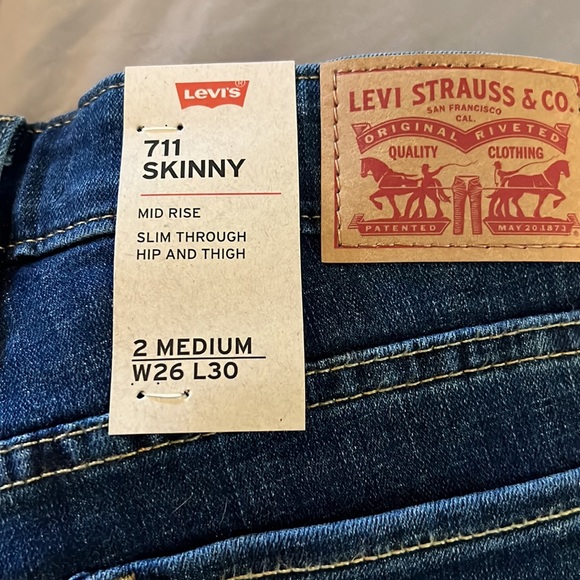 LEVI'S
711
SKINNY
MID RISE
SLIM THROUGH
HIP AND THIGH
2 MEDIUM
W26 L30
LEVI STRAUSS & CO.
SAN FRANCISCO
CAL.
ORIGINAL RIVETED
QUALITY CLOTHING
PATENTED MAY 20.1873